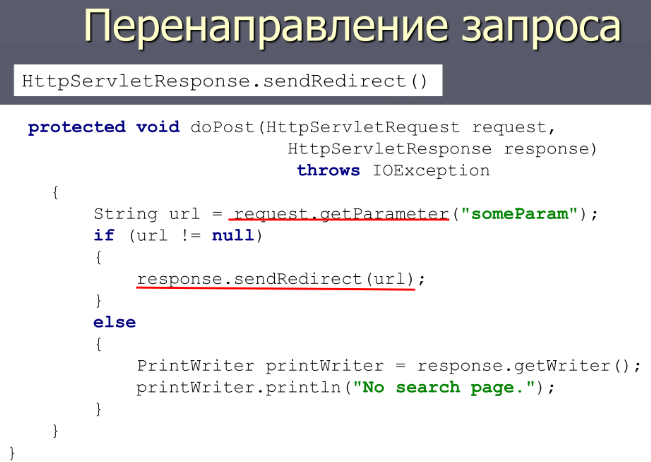 Перенаправление запроса
HttpServletResponse.sendRedirect()
protected void doPost(HttpServletRequest request,
HttpServletResponse response)
throws IOException
{
String url = request.getParameter("someParam");
if (url != null)
{
response.sendRedirect(url);
}
else
{
PrintWriter printWriter = response.getWriter();
printWriter.println("No search page.");
}
}
}